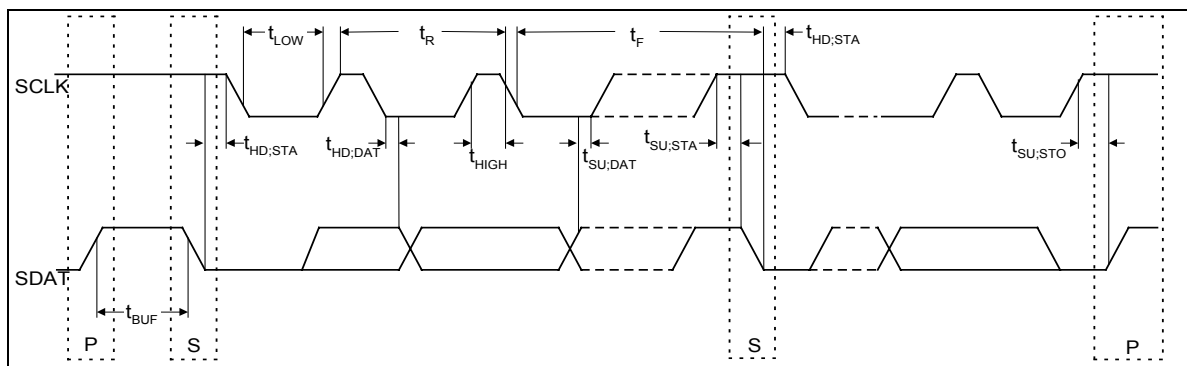 tLOW
tR
tF
tHD;STA
SCLK
tHD;STA
tHD;DAT
tHIGH
tSU;DAT
tSU;STA
tSU;STO
SDAT
tBUF
P
S
S
P